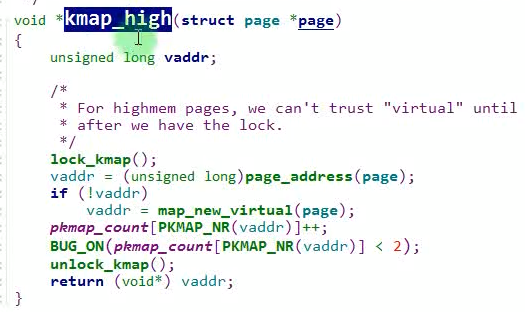 void *kmap_high(struct page *page)
{
unsigned long vaddr;
/*
* For highmem pages, we can't trust "virtual" until
* after we have the lock.
*/
lock_kmap();
vaddr = (unsigned long)page_address(page);
if (!vaddr)
vaddr = map_new_virtual(page);
pkmap_count[PKMAP_NR(vaddr)]++;
BUG_ON(pkmap_count[PKMAP_NR(vaddr)] < 2);
unlock_kmap();
return (void*) vaddr;
}